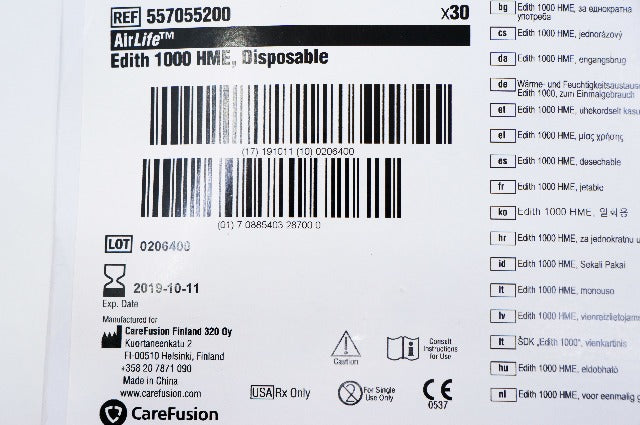 REF 557055200 x30
AirLife™
Edith 1000 HME, Disposable
(17) 191011 (10) 0206400
(01) 7 0885403 28700 0
LOT 0206400
2019-10-11
Exp. Date
Manufactured for
CareFusion Finland 320 Oy
Kuortaneenkatu 2
FI-00510 Helsinki, Finland
+358 20 7871 090
Made in China
www.carefusion.com
CareFusion
Caution
Consult
Instructions
for Use
USA Rx Only
For Single
Use Only
CE
0537
bg Edith 1000 HME, за еднократна
употреба
cs Edith 1000 HME, jednorázový
da Edith 1000 HME, engangsbrug
de Wärme- und Feuchtigkeitsaustause
Edith 1000, zum Einmalgebrauch
et Edith 1000 HME, ühekordselt kasu
el Edith 1000 HME, μίας χρήσης
es Edith 1000 HME, desechable
fr Edith 1000 HME, jetable
ko Edith 1000 HME, 일회용
hr Edith 1000 HME, za jednokratnu u
id Edith 1000 HME, Sekali Pakai
it Edith 1000 HME, monouso
lv Edith 1000 HME, vienreizlietojams
lt ŠDK „Edith 1000", vienkartinis
hu Edith 1000 HME, eldobható
nl Edith 1000 HME, voor eenmalig g